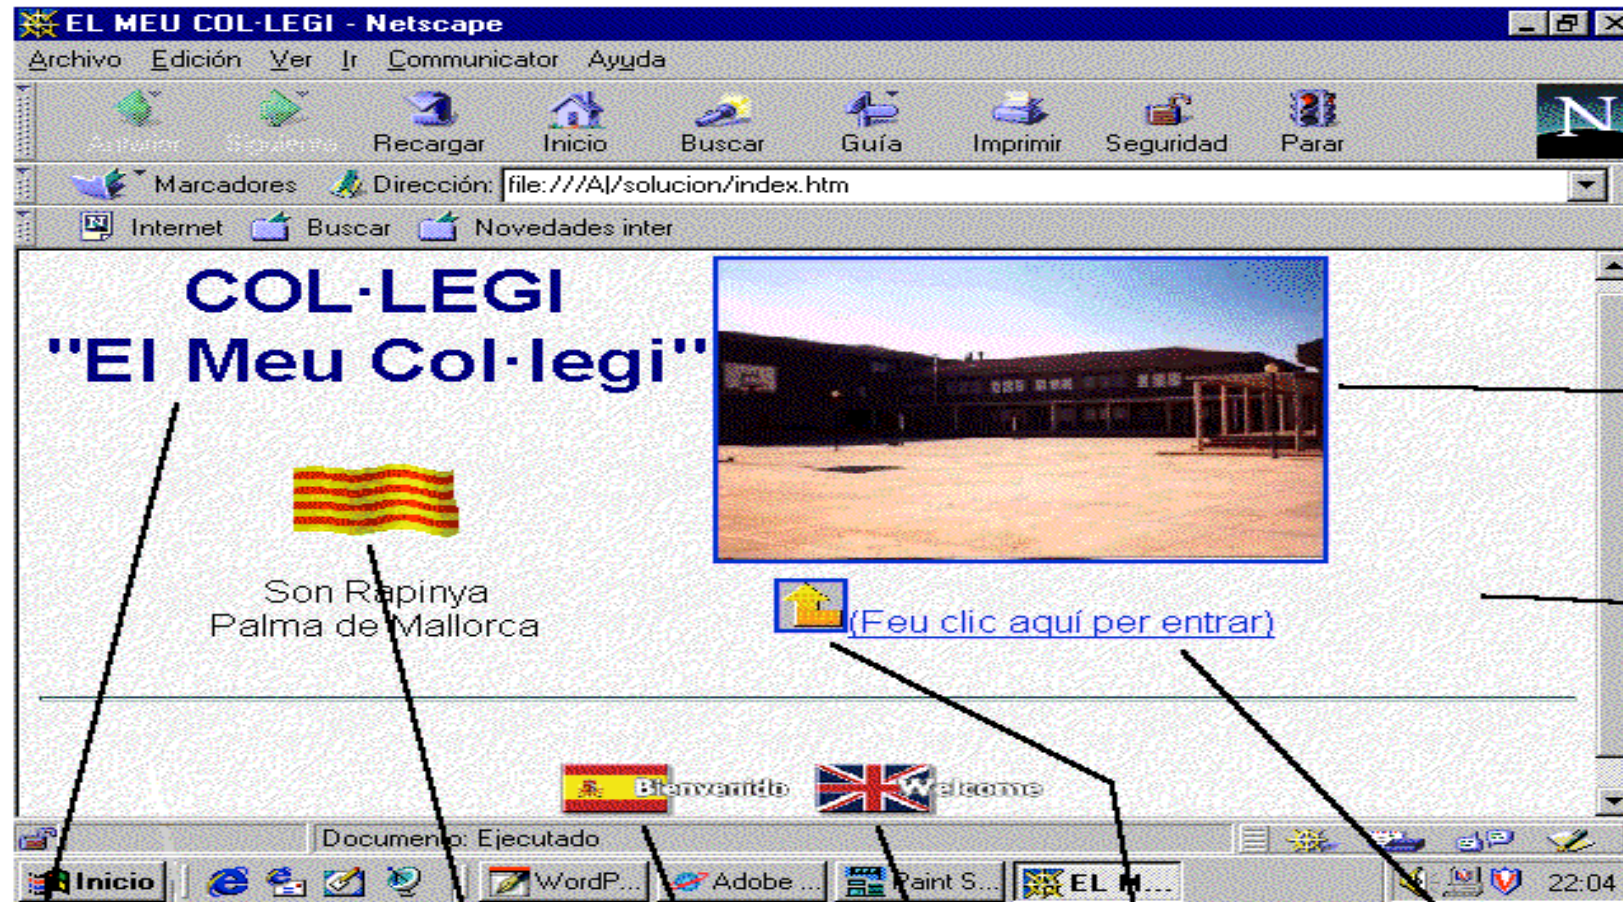 EL MEU COL·LEGI - Netscape
Archivo Edición Ver Ir Communicator Ayuda
Anterior Siguiente Recargar Inicio Buscar Guía Imprimir Seguridad Parar
N
Marcadores Dirección: file:///A|/solucion/index.htm
Internet Buscar Novedades inter
COL·LEGI
"El Meu Col·legi"
Son Rapinya
Palma de Mallorca
(Feu clic aquí per entrar)
Bienvenido Welcome
Documento: Ejecutado
Inicio WordP... Adobe ... Paint S... EL M... 22:04